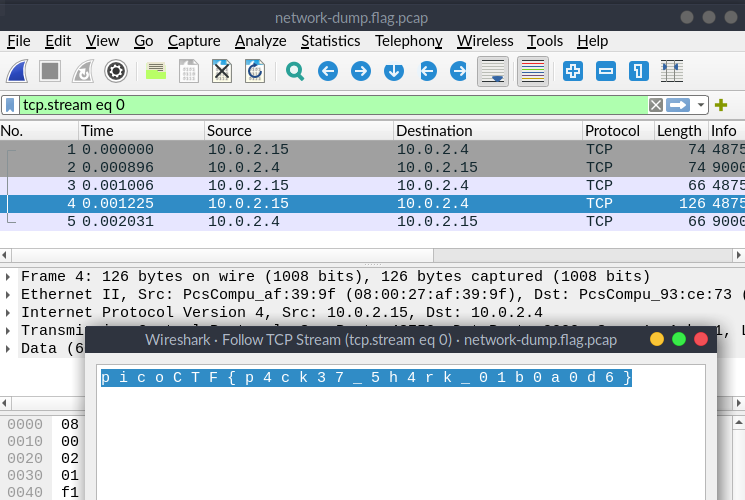 network-dump.flag.pcap
File Edit View Go Capture Analyze Statistics Telephony Wireless Tools Help
tcp.stream eq 0
No. Time Source Destination Protocol Length Info
1 0.000000 10.0.2.15 10.0.2.4 TCP 74 4875
2 0.000896 10.0.2.4 10.0.2.15 TCP 74 9000
3 0.001006 10.0.2.15 10.0.2.4 TCP 66 4875
4 0.001225 10.0.2.15 10.0.2.4 TCP 126 4875
5 0.002031 10.0.2.4 10.0.2.15 TCP 66 9000
Frame 4: 126 bytes on wire (1008 bits), 126 bytes captured (1008 bits)
Ethernet II, Src: PcsCompu_af:39:9f (08:00:27:af:39:9f), Dst: PcsCompu_93:ce:73 (
Internet Protocol Version 4, Src: 10.0.2.15, Dst: 10.0.2.4
Data (6
Wireshark · Follow TCP Stream (tcp.stream eq 0) · network-dump.flag.pcap
p i c o C T F { p 4 c k 3 7 _ 5 h 4 r k _ 0 1 b 0 a 0 d 6 }
0000 08
0010 00
0020 02
0030 01
0040 f1